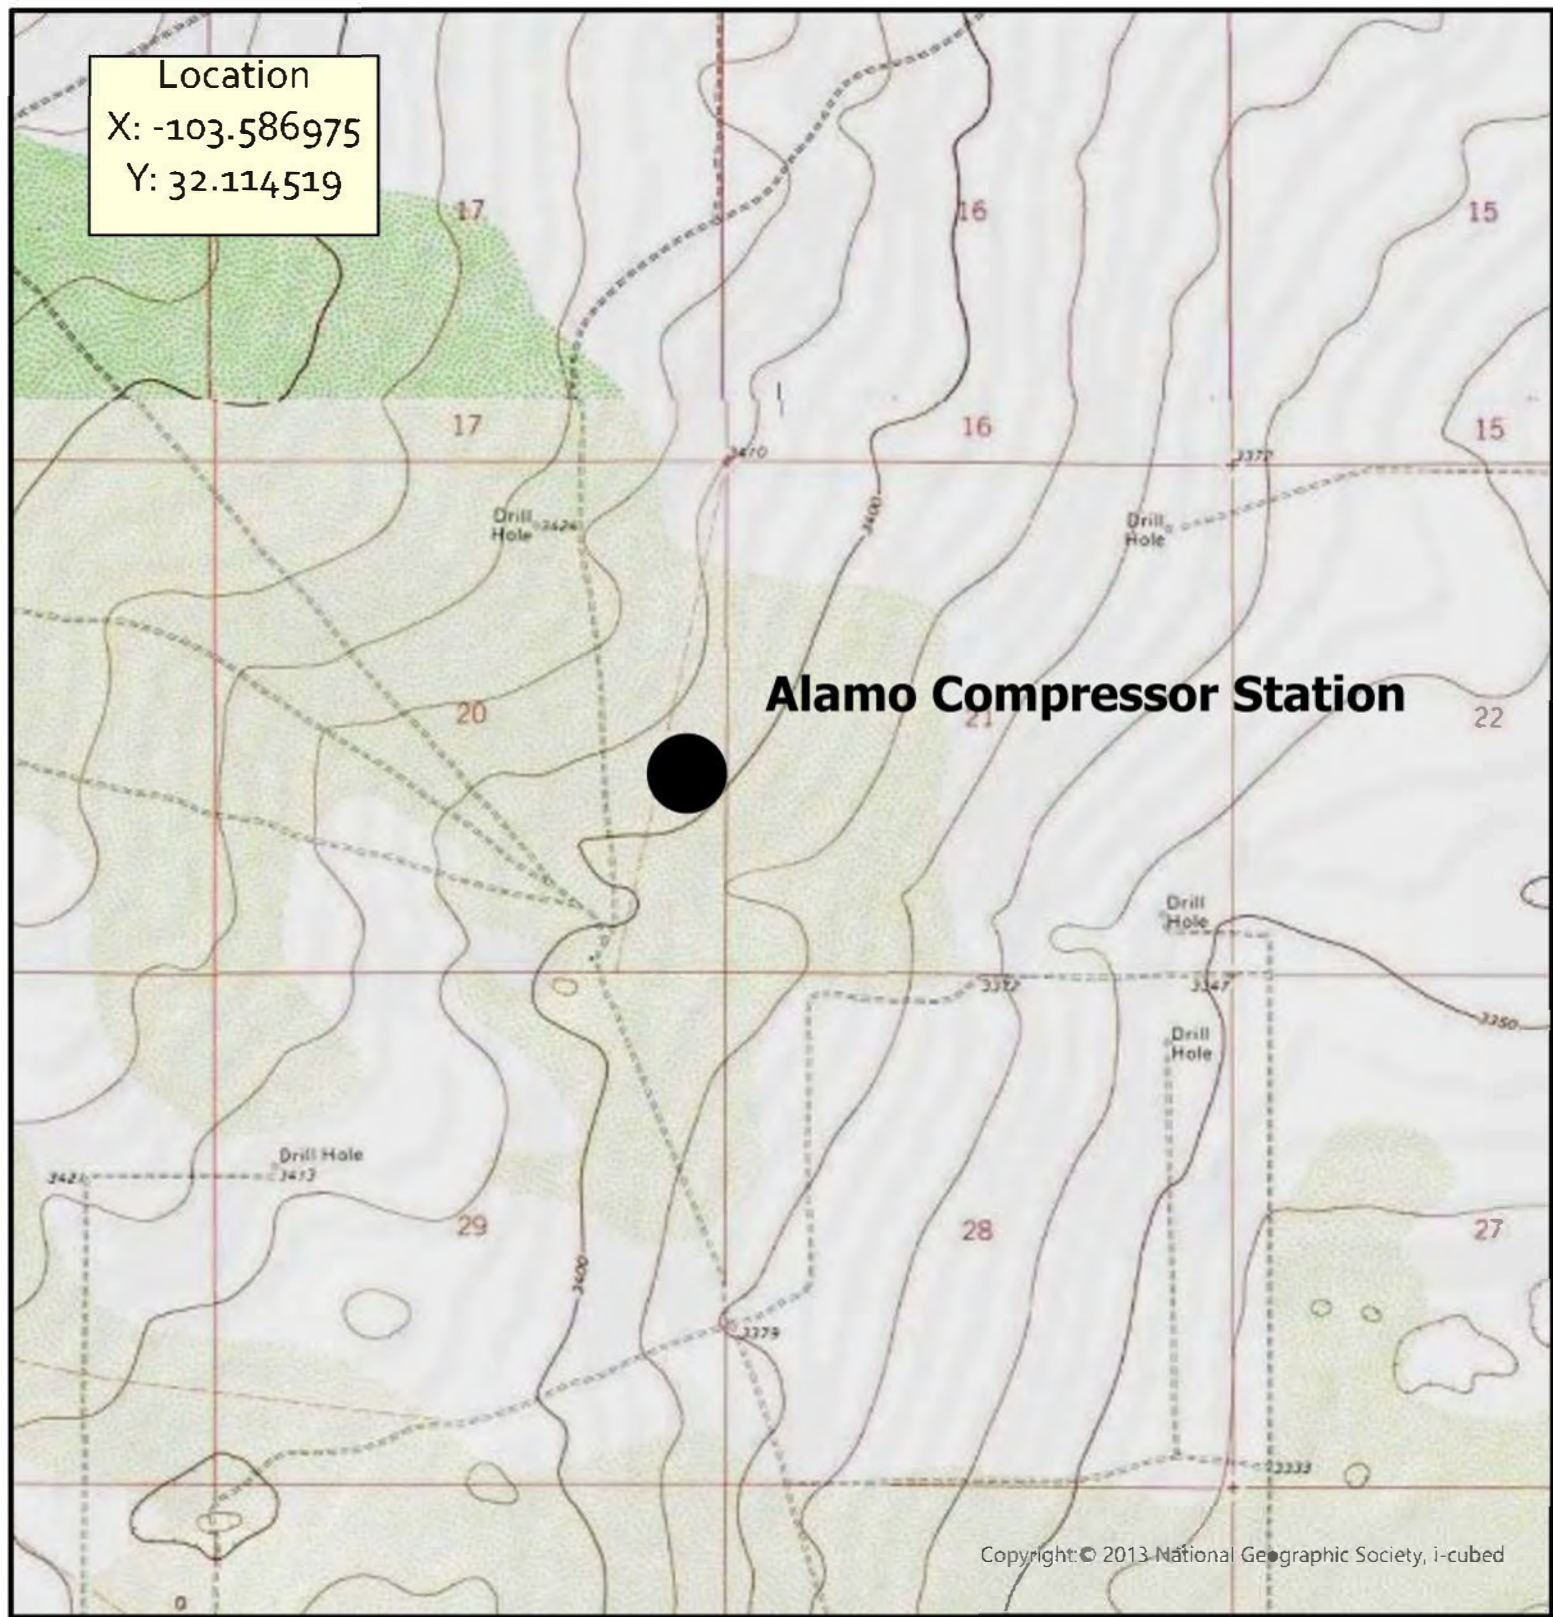 Location
X: -103.586975
Y: 32.114519
17
16
15
17
16
15
3410
3372
3400
Drill
Hole
3424
Drill
Hole
Alamo Compressor Station
20
21
22
Drill
Hole
3372
3347
3350
Drill
Hole
Drill Hole
3413
3421
29
28
27
3400
3379
3333
Copyright:© 2013 National Geographic Society, i-cubed